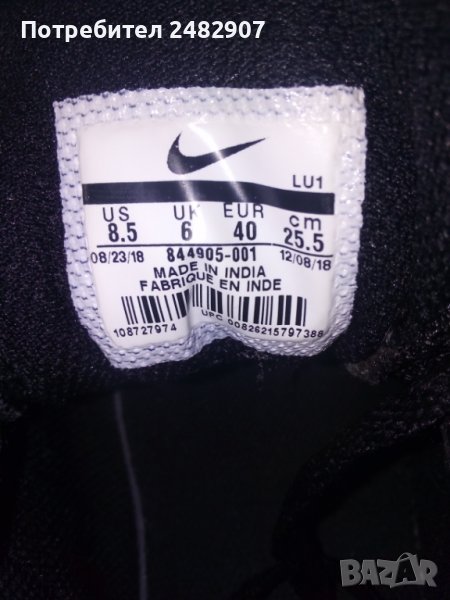 Потребител 2482907
LU1
US UK EUR cm
8.5 6 40 25.5
08/23/18 844905-001 12/08/18
MADE IN INDIA
FABRIQUE EN INDE
108727974 UPC 00826215797388
bazar